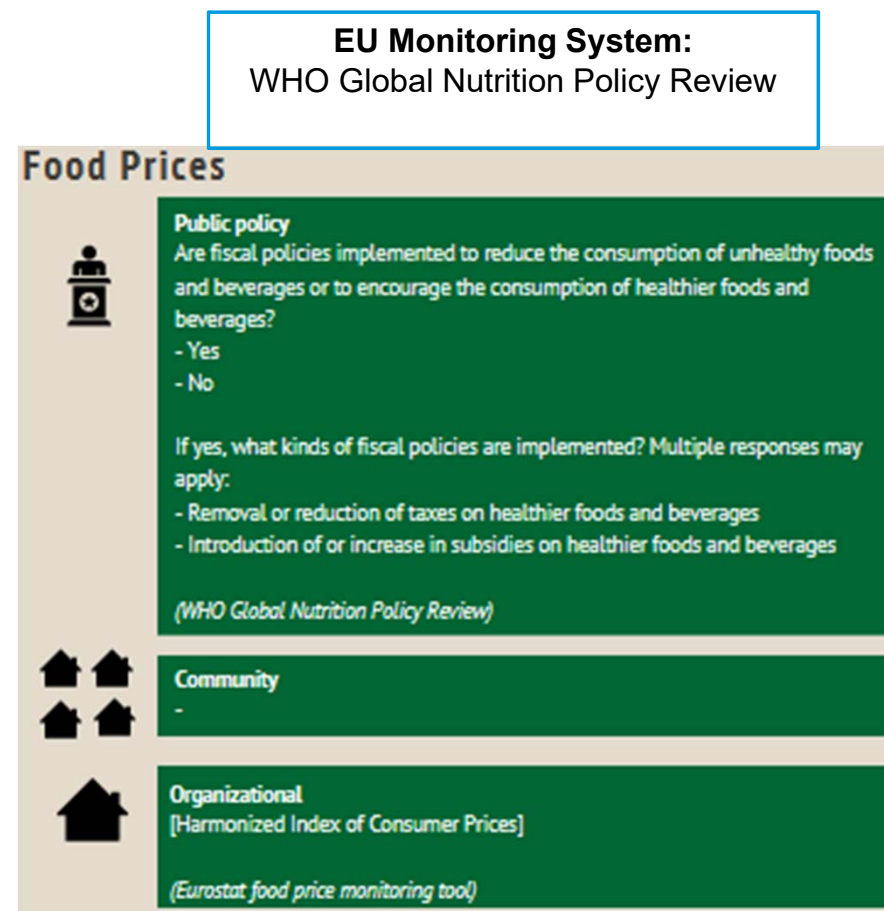 EU Monitoring System:
WHO Global Nutrition Policy Review
Food Prices
Public policy
Are fiscal policies implemented to reduce the consumption of unhealthy foods
and beverages or to encourage the consumption of healthier foods and
beverages?
- Yes
- No
If yes, what kinds of fiscal policies are implemented? Multiple responses may
apply:
- Removal or reduction of taxes on healthier foods and beverages
- Introduction of or increase in subsidies on healthier foods and beverages
(WHO Global Nutrition Policy Review)
Community
-
Organizational
[Harmonized Index of Consumer Prices]
(Eurostat food price monitoring tool)